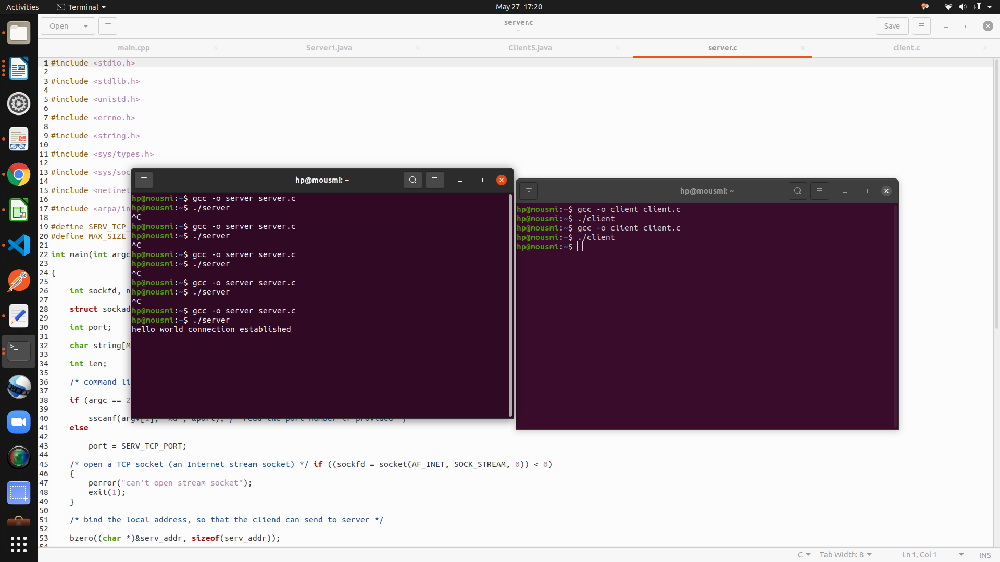 Activities
Terminal
May 27 17:20
Open
server.c
~
Save
main.cpp
Server1.java
Client5.java
server.c
client.c
1 #include <stdio.h>
2
3 #include <stdlib.h>
4
5 #include <unistd.h>
6
7 #include <errno.h>
8
9 #include <string.h>
10
11 #include <sys/types.h>
12
13 #include <sys/soc
14
15 #include <netinet
16
17 #include <arpa/in
18
19 #define SERV_TCP_
20 #define MAX_SIZE
21
22 int main(int argc
23
24 {
25
26 int sockfd, n
27
28 struct sockad
29
30 int port;
31
32 char string[M
33
34 int len;
35
36 /* command li
37
38 if (argc == 2
39
40 sscanf(argv[1], "%d", &port); /* read the port number if provided */
41 else
42
43 port = SERV_TCP_PORT;
44
45 /* open a TCP socket (an Internet stream socket) */ if ((sockfd = socket(AF_INET, SOCK_STREAM, 0)) < 0)
46 {
47 perror("can't open stream socket");
48 exit(1);
49 }
50
51 /* bind the local address, so that the cliend can send to server */
52
53 bzero((char *)&serv_addr, sizeof(serv_addr));
54
hp@mousmi: ~
hp@mousmi:~$ gcc -o server server.c
hp@mousmi:~$ ./server
^C
hp@mousmi:~$ gcc -o server server.c
hp@mousmi:~$ ./server
^C
hp@mousmi:~$ gcc -o server server.c
hp@mousmi:~$ ./server
^C
hp@mousmi:~$ gcc -o server server.c
hp@mousmi:~$ ./server
^C
hp@mousmi:~$ gcc -o server server.c
hp@mousmi:~$ ./server
hello world connection established
hp@mousmi: ~
hp@mousmi:~$ gcc -o client client.c
hp@mousmi:~$ ./client
hp@mousmi:~$ gcc -o client client.c
hp@mousmi:~$ ./client
hp@mousmi:~$
C
Tab Width: 8
Ln 1, Col 1
INS